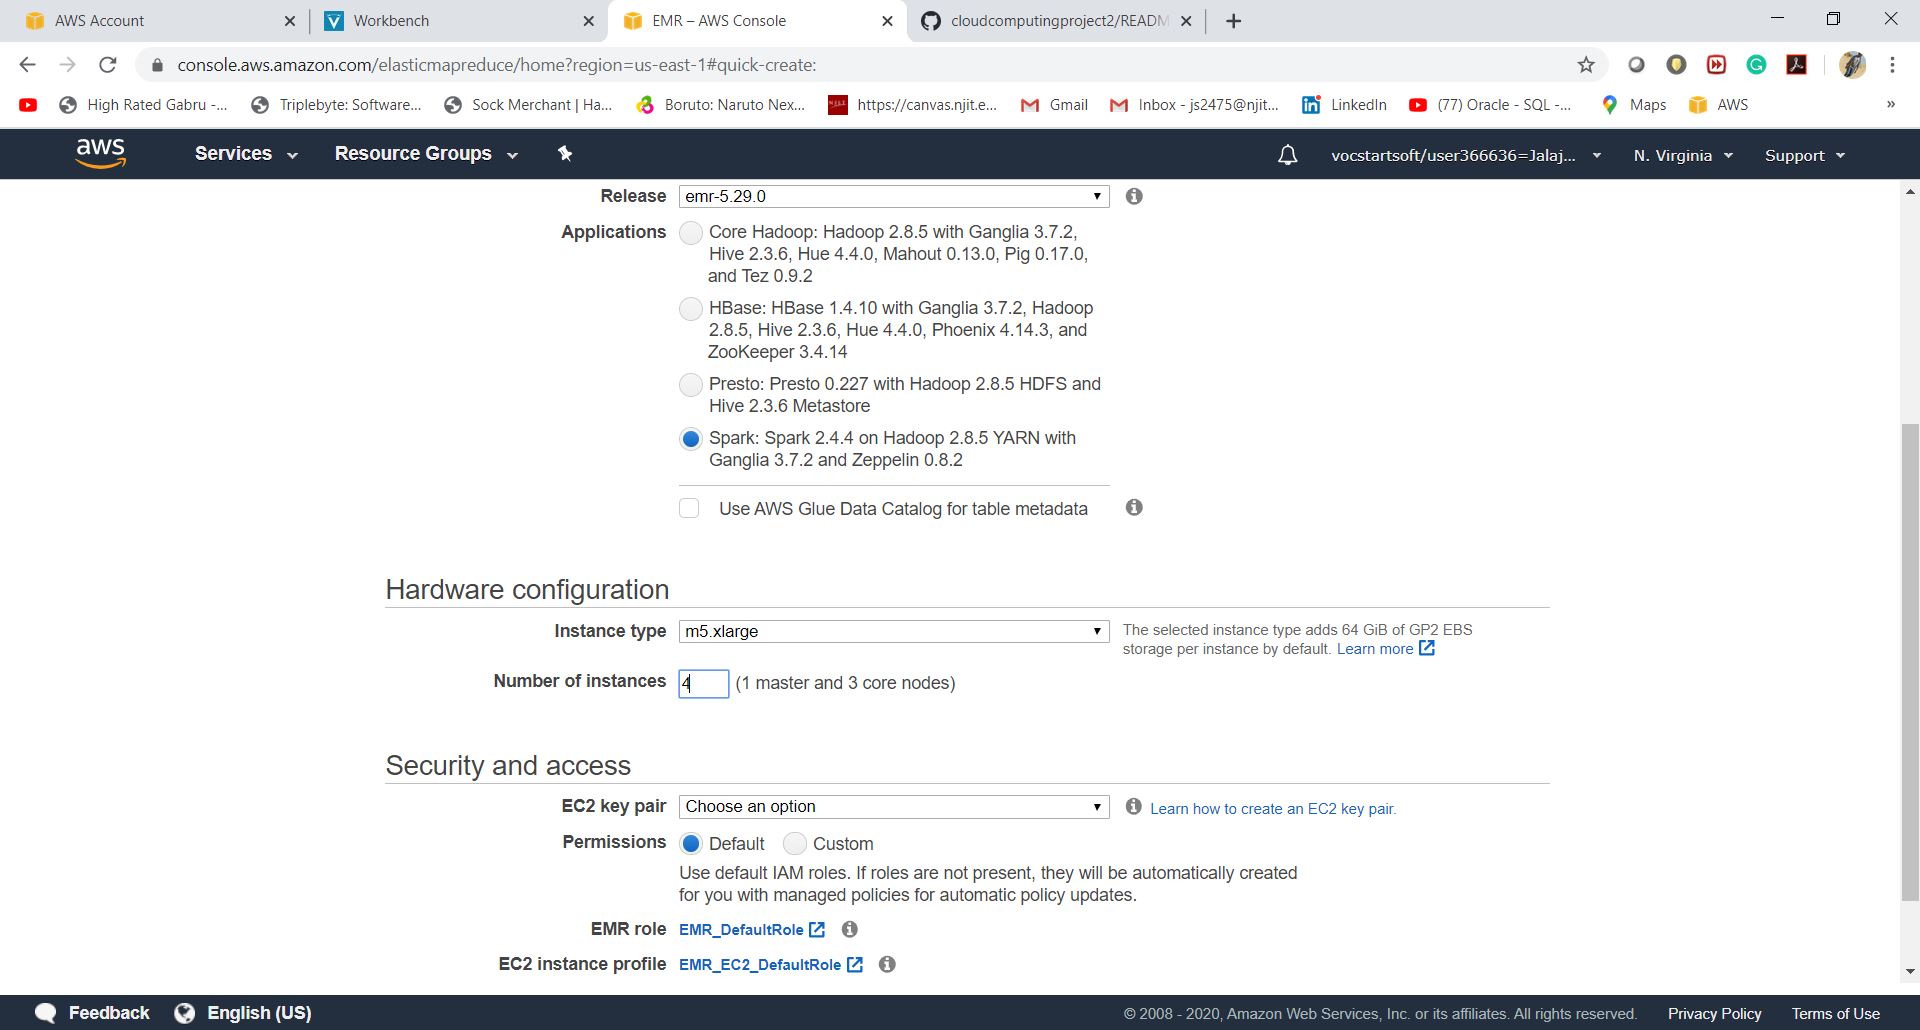 AWS Account
Workbench
EMR – AWS Console
cloudcomputingproject2/READM
console.aws.amazon.com/elasticmapreduce/home?region=us-east-1#quick-create:
High Rated Gabru -...
Triplebyte: Software...
Sock Merchant | Ha...
Boruto: Naruto Nex...
https://canvas.njit.e...
Gmail
Inbox - js2475@njit...
LinkedIn
(77) Oracle - SQL -...
Maps
AWS
»
aws
Services
Resource Groups
vocstartsoft/user366636=Jalaj...
N. Virginia
Support
Release
emr-5.29.0
Applications
Core Hadoop: Hadoop 2.8.5 with Ganglia 3.7.2,
Hive 2.3.6, Hue 4.4.0, Mahout 0.13.0, Pig 0.17.0,
and Tez 0.9.2
HBase: HBase 1.4.10 with Ganglia 3.7.2, Hadoop
2.8.5, Hive 2.3.6, Hue 4.4.0, Phoenix 4.14.3, and
ZooKeeper 3.4.14
Presto: Presto 0.227 with Hadoop 2.8.5 HDFS and
Hive 2.3.6 Metastore
Spark: Spark 2.4.4 on Hadoop 2.8.5 YARN with
Ganglia 3.7.2 and Zeppelin 0.8.2
Use AWS Glue Data Catalog for table metadata
Hardware configuration
Instance type
m5.xlarge
The selected instance type adds 64 GiB of GP2 EBS
storage per instance by default. Learn more
Number of instances
4
(1 master and 3 core nodes)
Security and access
EC2 key pair
Choose an option
Learn how to create an EC2 key pair.
Permissions
Default
Custom
Use default IAM roles. If roles are not present, they will be automatically created
for you with managed policies for automatic policy updates.
EMR role
EMR_DefaultRole
EC2 instance profile
EMR_EC2_DefaultRole
Feedback
English (US)
© 2008 - 2020, Amazon Web Services, Inc. or its affiliates. All rights reserved.
Privacy Policy
Terms of Use